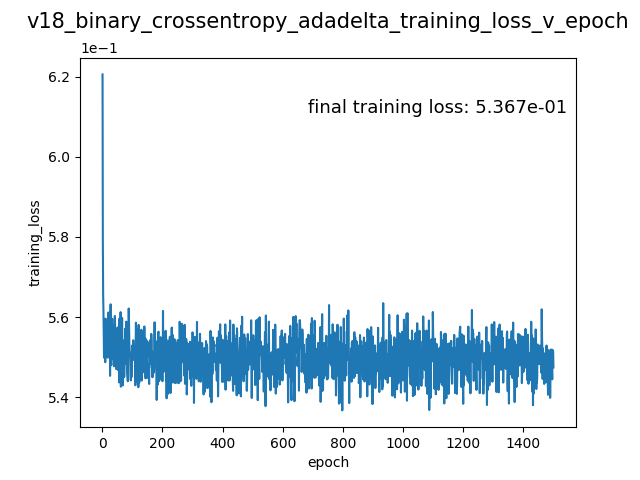 v18_binary_crossentropy_adadelta_training_loss_v_epoch
1e−1
6.2
final training loss: 5.367e-01
6.0
5.8
training_loss
5.6
5.4
0 200 400 600 800 1000 1200 1400
epoch